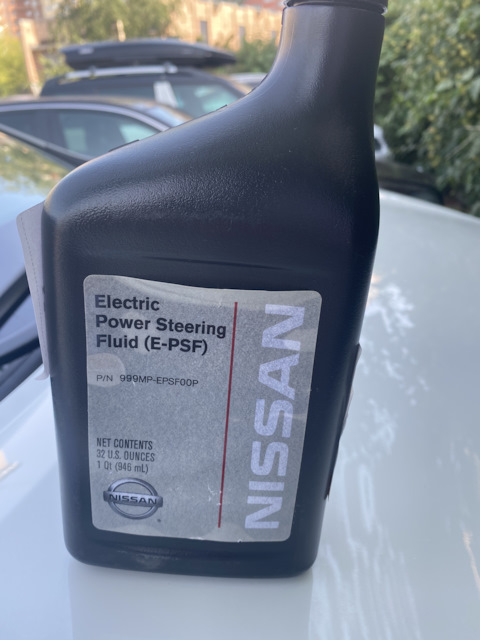 Electric
Power Steering
Fluid (E-PSF)
P/N 999MP-EPSF00P
NET CONTENTS
32 U.S. OUNCES
1 Qt (946 mL)
NISSAN
NISSAN